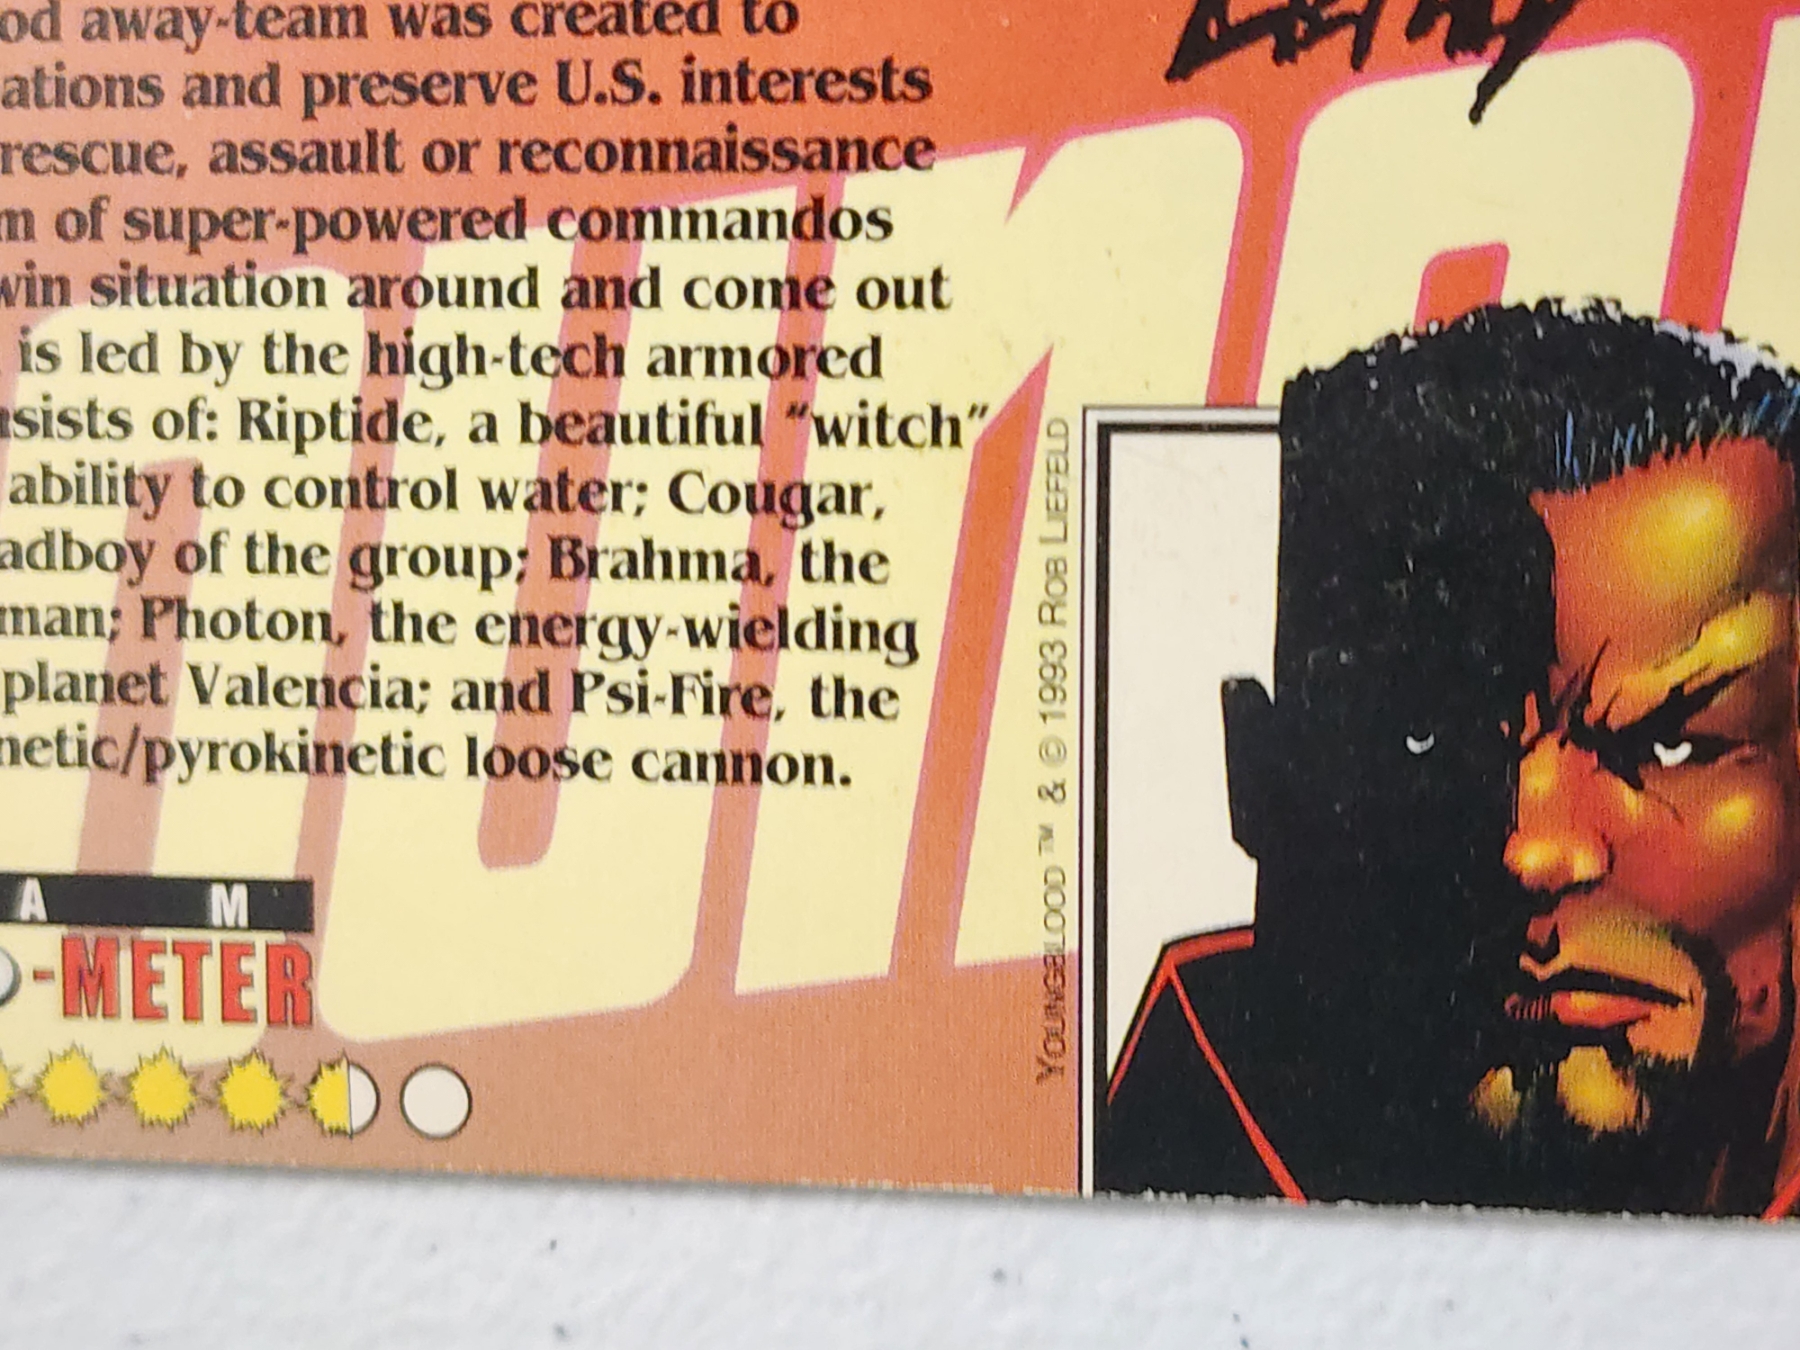 od away-team was created to
ations and preserve U.S. interests
rescue, assault or reconnaissance
m of super-powered commandos
win situation around and come out
is led by the high-tech armored
nsists of: Riptide, a beautiful “witch”
ability to control water; Cougar,
adboy of the group; Brahma, the
man; Photon, the energy-wielding
planet Valencia; and Psi-Fire, the
netic/pyrokinetic loose cannon.
A M
-METER
YOUNGBLOOD™ & © 1993 ROB LIEFELD